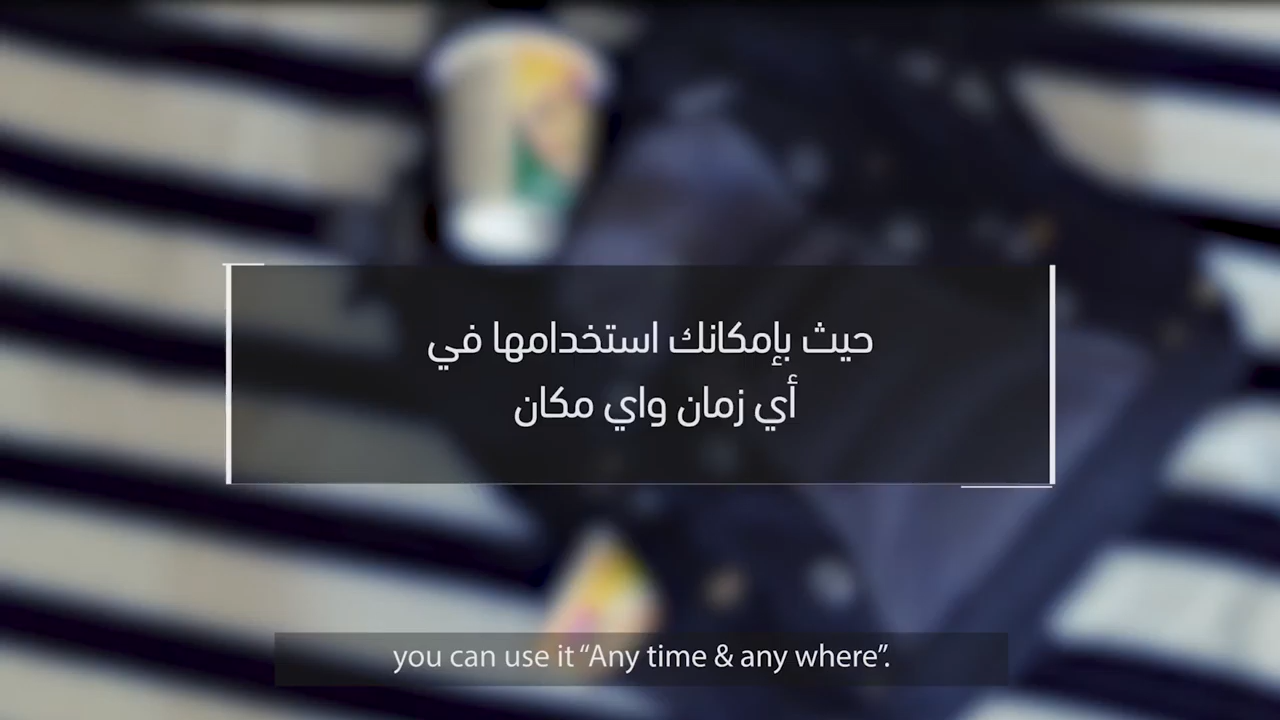 حيث بإمكانك استخدامها في
أي زمان واي مكان
you can use it “Any time & any where”.